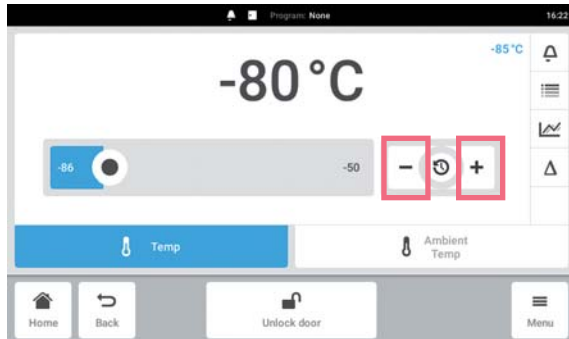 Program: None
16:22
-85 °C
-80 °C
-86
-50
Temp
Ambient
Temp
Home
Back
Unlock door
Menu